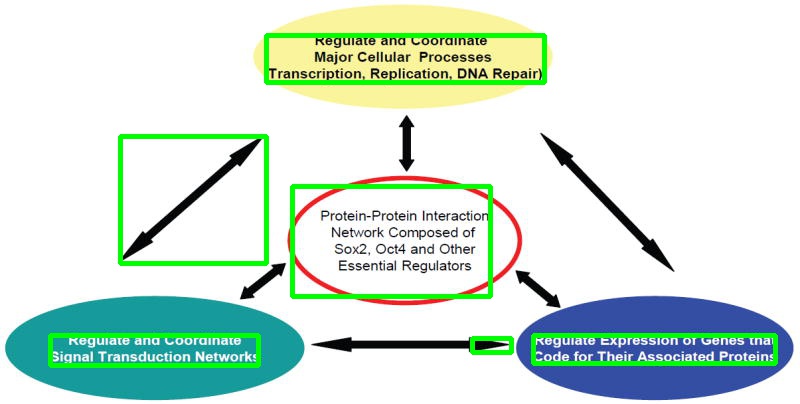 Regulate and Coordinate
Major Cellular Processes
Transcription, Replication, DNA Repair)
Protein-Protein Interaction
Network Composed of
Sox2, Oct4 and Other
Essential Regulators
Regulate and Coordinate
Signal Transduction Networks
Regulate Expression of Genes that
Code for Their Associated Proteins